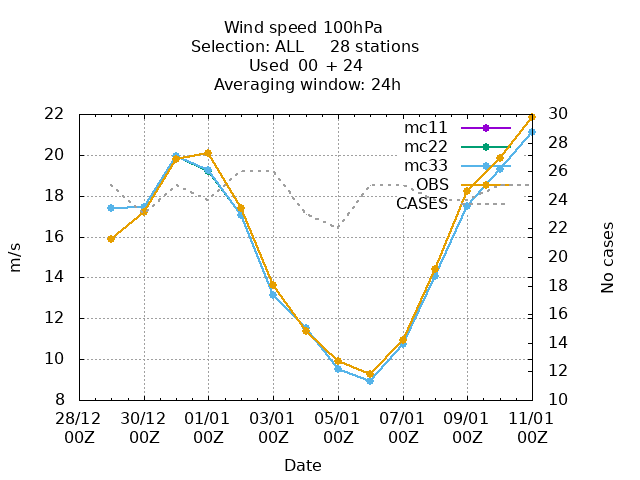 Wind speed 100hPa
Selection: ALL 28 stations
Used 00 + 24
Averaging window: 24h
22 30
mc11 28
mc22
20 mc33 26
OBS
18 CASES 24
22
16 20
14 18
16
12 14
10 12
8 10
m/s
No cases
28/12 30/12 01/01 03/01 05/01 07/01 09/01 11/01
00Z 00Z 00Z 00Z 00Z 00Z 00Z 00Z
Date